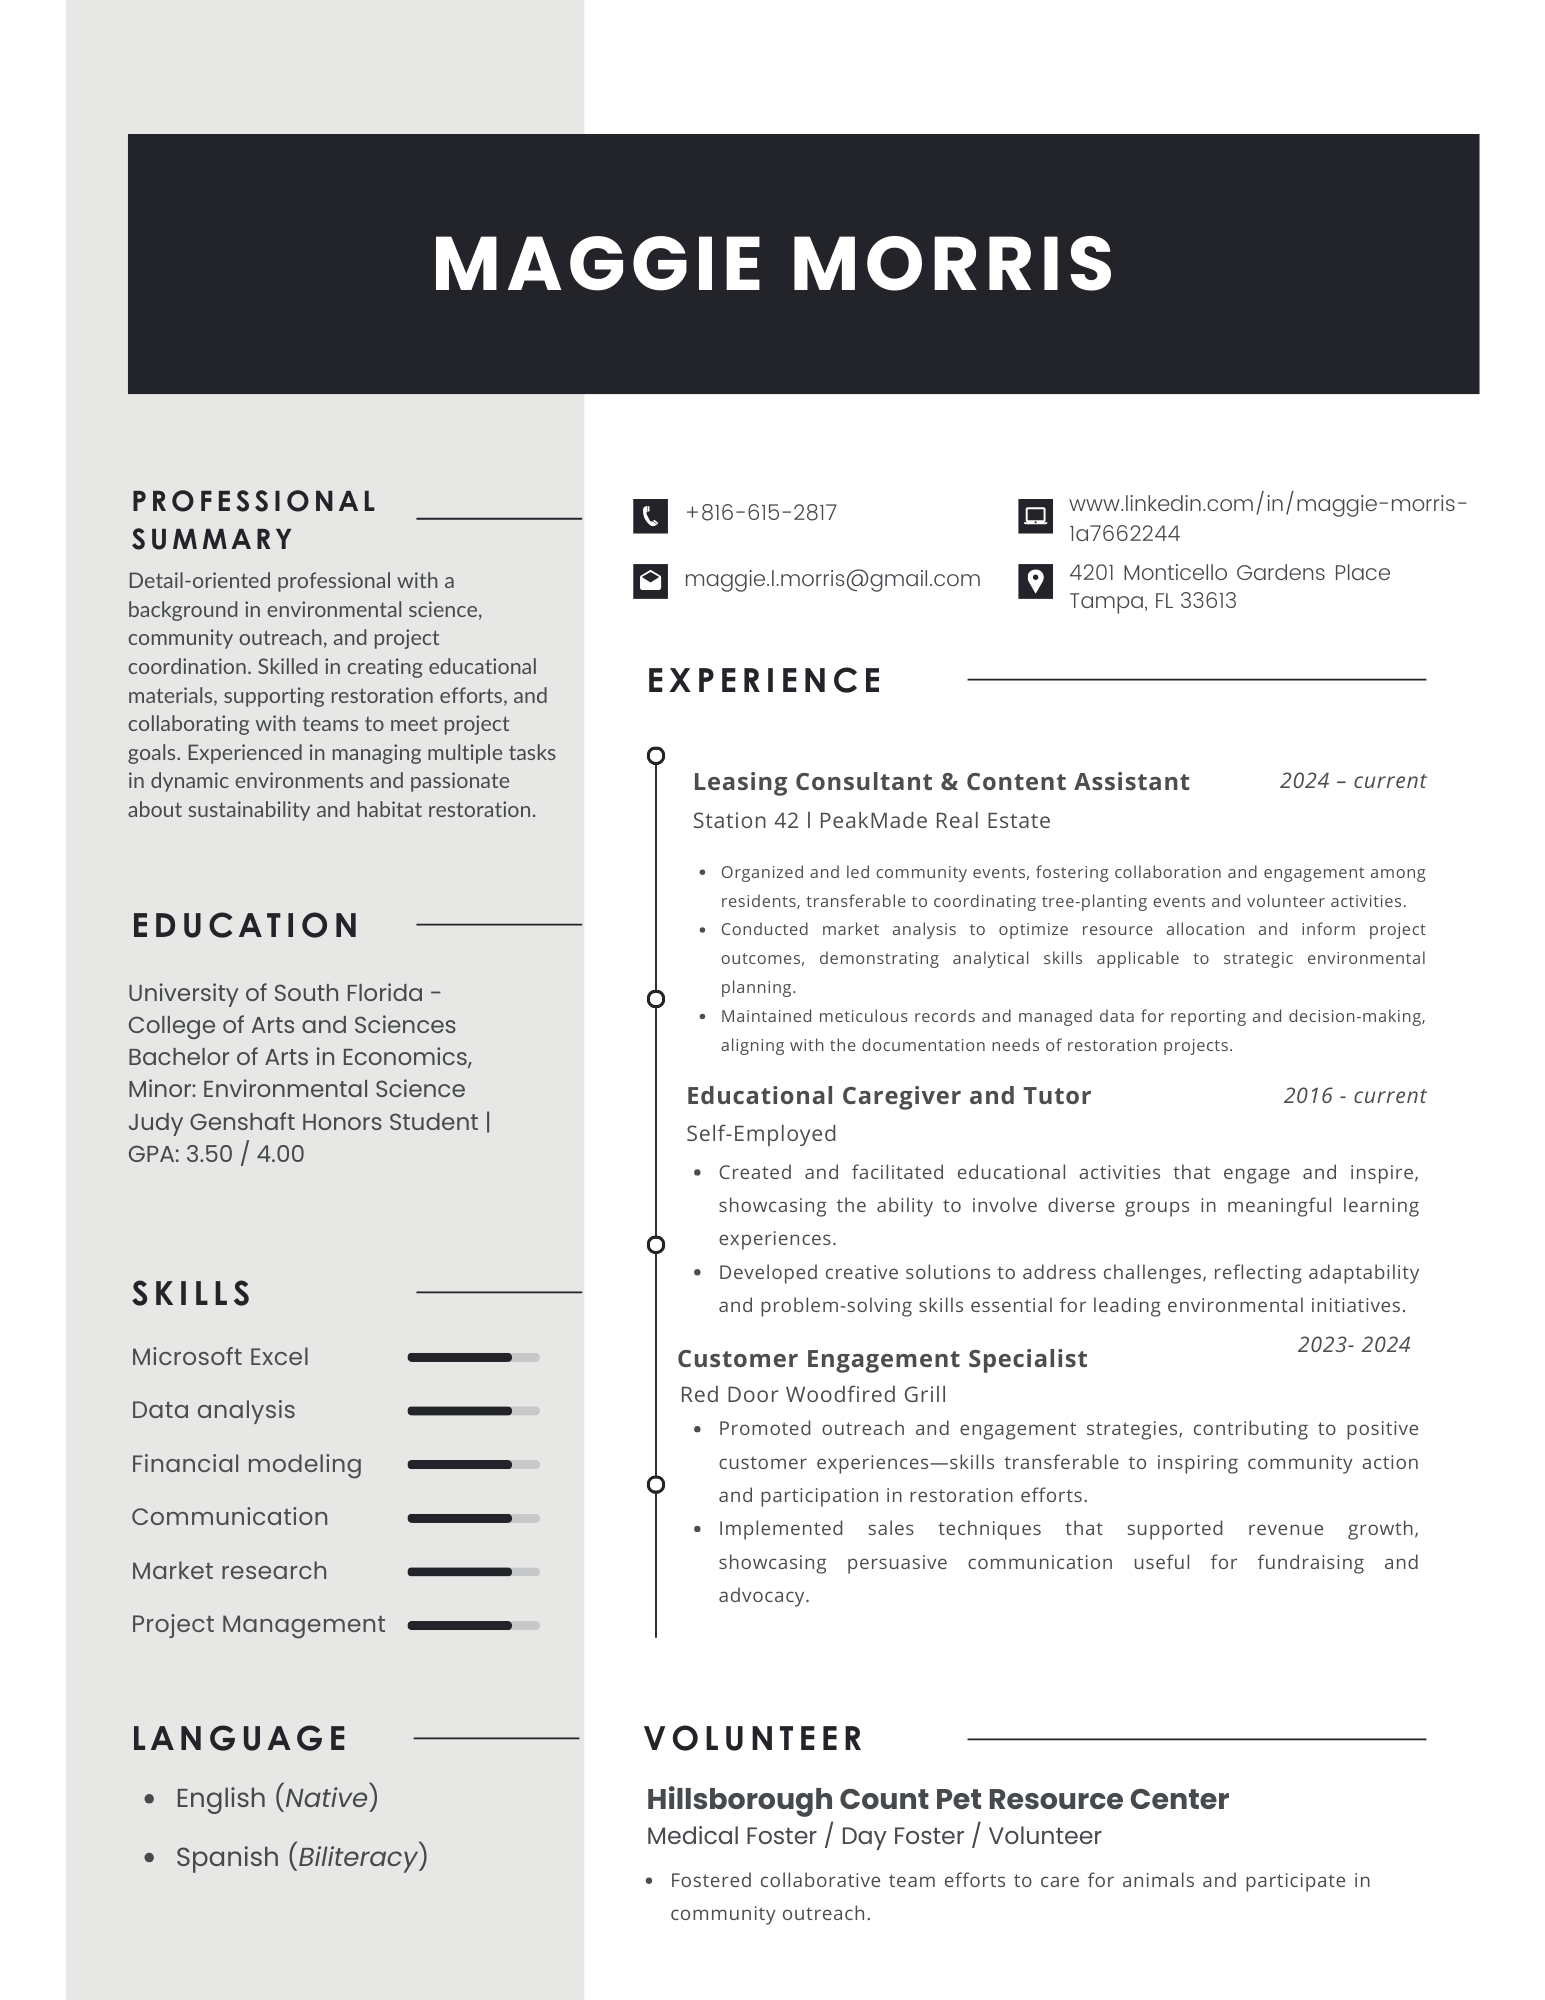 MAGGIE MORRIS
PROFESSIONAL
SUMMARY
Detail-oriented professional with a
background in environmental science,
community outreach, and project
coordination. Skilled in creating educational
materials, supporting restoration efforts, and
collaborating with teams to meet project
goals. Experienced in managing multiple tasks
in dynamic environments and passionate
about sustainability and habitat restoration.
EDUCATION
University of South Florida -
College of Arts and Sciences
Bachelor of Arts in Economics,
Minor: Environmental Science
Judy Genshaft Honors Student |
GPA: 3.50 / 4.00
SKILLS
Microsoft Excel
Data analysis
Financial modeling
Communication
Market research
Project Management
LANGUAGE
• English (Native)
• Spanish (Biliteracy)
+816-615-2817
www.linkedin.com/in/maggie-morris-
1a7662244
maggie.l.morris@gmail.com
4201 Monticello Gardens Place
Tampa, FL 33613
EXPERIENCE
Leasing Consultant & Content Assistant 2024 – current
Station 42 l PeakMade Real Estate
• Organized and led community events, fostering collaboration and engagement among
residents, transferable to coordinating tree-planting events and volunteer activities.
• Conducted market analysis to optimize resource allocation and inform project
outcomes, demonstrating analytical skills applicable to strategic environmental
planning.
• Maintained meticulous records and managed data for reporting and decision-making,
aligning with the documentation needs of restoration projects.
Educational Caregiver and Tutor 2016 - current
Self-Employed
• Created and facilitated educational activities that engage and inspire,
showcasing the ability to involve diverse groups in meaningful learning
experiences.
• Developed creative solutions to address challenges, reflecting adaptability
and problem-solving skills essential for leading environmental initiatives.
Customer Engagement Specialist 2023- 2024
Red Door Woodfired Grill
• Promoted outreach and engagement strategies, contributing to positive
customer experiences—skills transferable to inspiring community action
and participation in restoration efforts.
• Implemented sales techniques that supported revenue growth,
showcasing persuasive communication useful for fundraising and
advocacy.
VOLUNTEER
Hillsborough Count Pet Resource Center
Medical Foster / Day Foster / Volunteer
• Fostered collaborative team efforts to care for animals and participate in
community outreach.